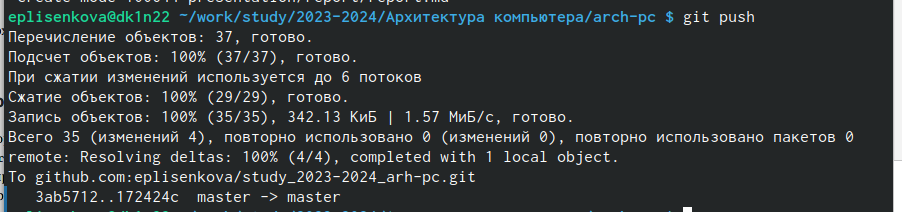 eplisenkova@dk1n22 ~/work/study/2023-2024/Архитектура компьютера/arch-pc $ git push
Перечисление объектов: 37, готово.
Подсчет объектов: 100% (37/37), готово.
При сжатии изменений используется до 6 потоков
Сжатие объектов: 100% (29/29), готово.
Запись объектов: 100% (35/35), 342.13 КиБ | 1.57 МиБ/с, готово.
Всего 35 (изменений 4), повторно использовано 0 (изменений 0), повторно использовано пакетов 0
remote: Resolving deltas: 100% (4/4), completed with 1 local object.
To github.com:eplisenkova/study_2023-2024_arh-pc.git
3ab5712..172424c  master -> master